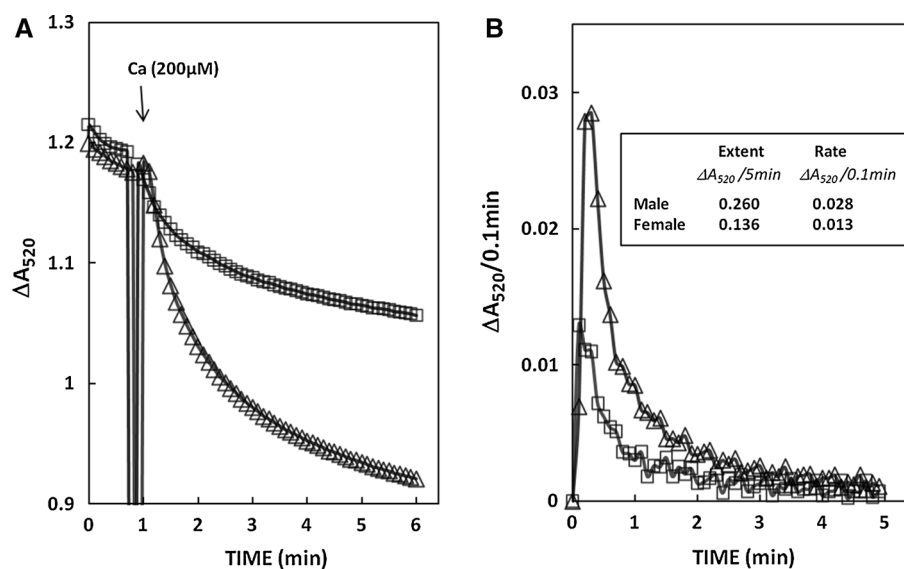 A
1.3
1.2
1.1
1
0.9
ΔA520
Ca (200μM)
0 1 2 3 4 5 6
TIME (min)
B
0.03
0.02
0.01
0
ΔA520/0.1min
Extent Rate
ΔA520/5min ΔA520/0.1min
Male 0.260 0.028
Female 0.136 0.013
0 1 2 3 4 5
TIME (min)